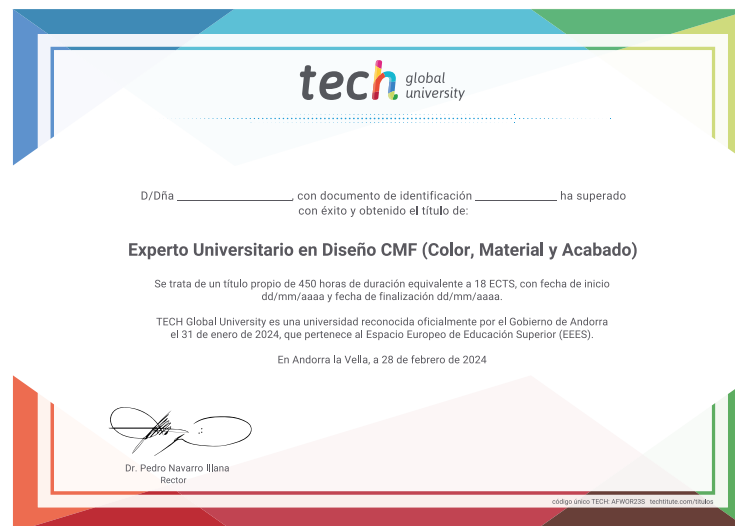 tech global university
D/Dña ____________________, con documento de identificación ______________ ha superado
con éxito y obtenido el título de:
Experto Universitario en Diseño CMF (Color, Material y Acabado)
Se trata de un título propio de 450 horas de duración equivalente a 18 ECTS, con fecha de inicio
dd/mm/aaaa y fecha de finalización dd/mm/aaaa.
TECH Global University es una universidad reconocida oficialmente por el Gobierno de Andorra
el 31 de enero de 2024, que pertenece al Espacio Europeo de Educación Superior (EEES).
En Andorra la Vella, a 28 de febrero de 2024
Dr. Pedro Navarro Illana
Rector
código único TECH: AFWOR23S techtitute.com/titulos